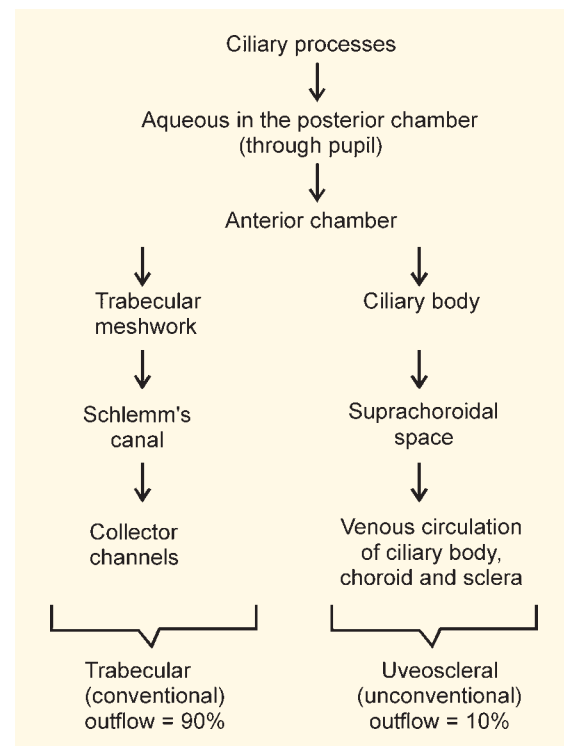 Ciliary processes
Aqueous in the posterior chamber
(through pupil)
Anterior chamber
Trabecular
meshwork
Schlemm's
canal
Collector
channels
Trabecular
(conventional)
outflow = 90%
Ciliary body
Suprachoroidal
space
Venous circulation
of ciliary body,
choroid and sclera
Uveoscleral
(unconventional)
outflow = 10%